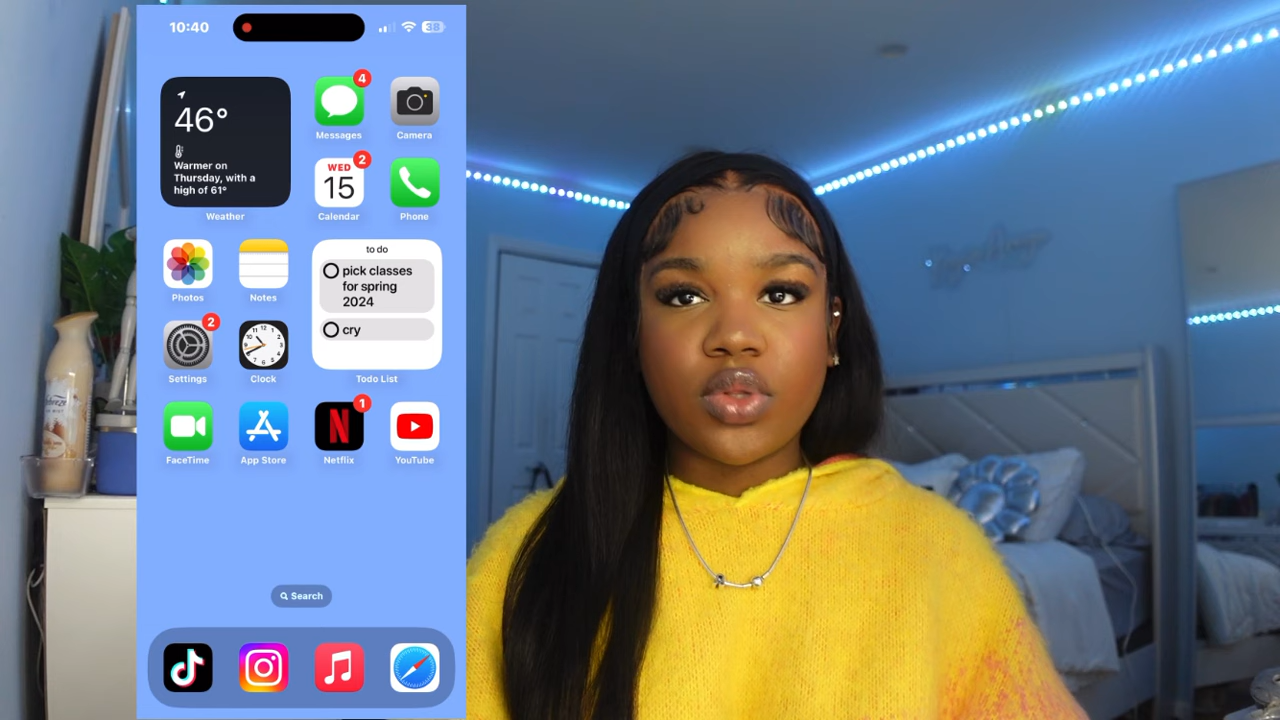 10:40
38
46°
Warmer on
Thursday, with a
high of 61°
Weather
4
Messages
Camera
2
WED
15
Calendar
Phone
Photos
Notes
to do
pick classes
for spring
2024
cry
Todo List
2
Settings
Clock
FaceTime
App Store
1
N
Netflix
YouTube
Search